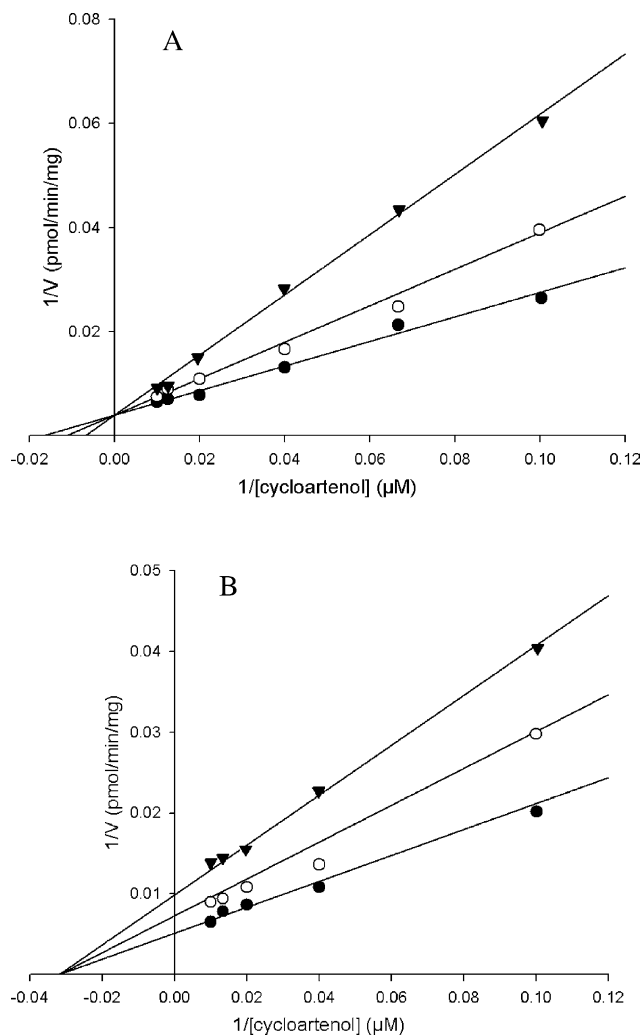 A
0.08
0.06
0.04
0.02
1/V (pmol/min/mg)
-0.02 0.00 0.02 0.04 0.06 0.08 0.10 0.12
1/[cycloartenol] (µM)
B
0.05
0.04
0.03
0.02
0.01
1/V (pmol/min/mg)
-0.04 -0.02 0.00 0.02 0.04 0.06 0.08 0.10 0.12
1/[cycloartenol] (µM)